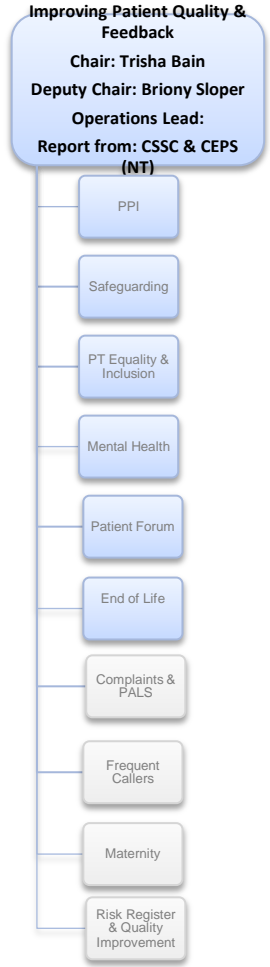 Improving Patient Quality &
Feedback
Chair: Trisha Bain
Deputy Chair: Briony Sloper
Operations Lead:
Report from: CSSC & CEPS
(NT)
PPI
Safeguarding
PT Equality &
Inclusion
Mental Health
Patient Forum
End of Life
Complaints &
PALS
Frequent
Callers
Maternity
Risk Register
& Quality
Improvement